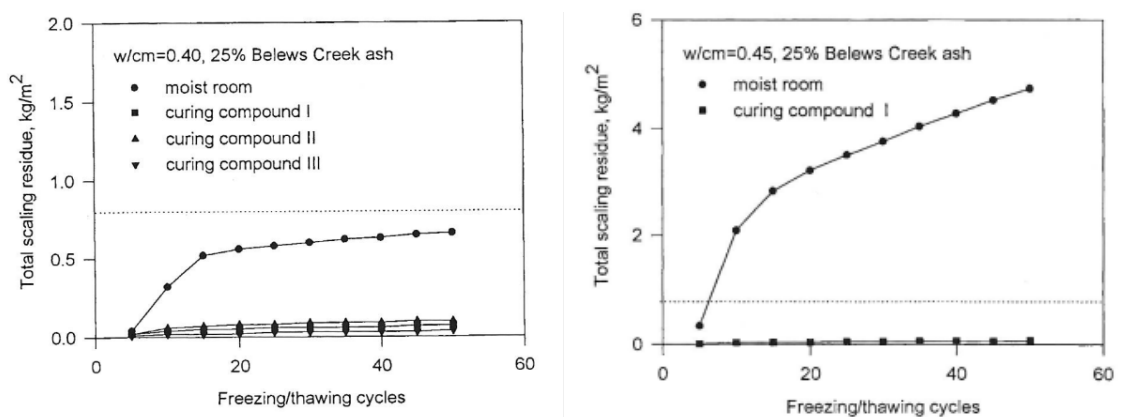 2.0
1.5
1.0
0.5
0.0
Total scaling residue, kg/m²
w/cm=0.40, 25% Belews Creek ash
moist room
curing compound I
curing compound II
curing compound III
0
20
40
60
Freezing/thawing cycles
6
4
2
0
Total scaling residue, kg/m²
w/cm=0.45, 25% Belews Creek ash
moist room
curing compound I
0
20
40
60
Freezing/thawing cycles